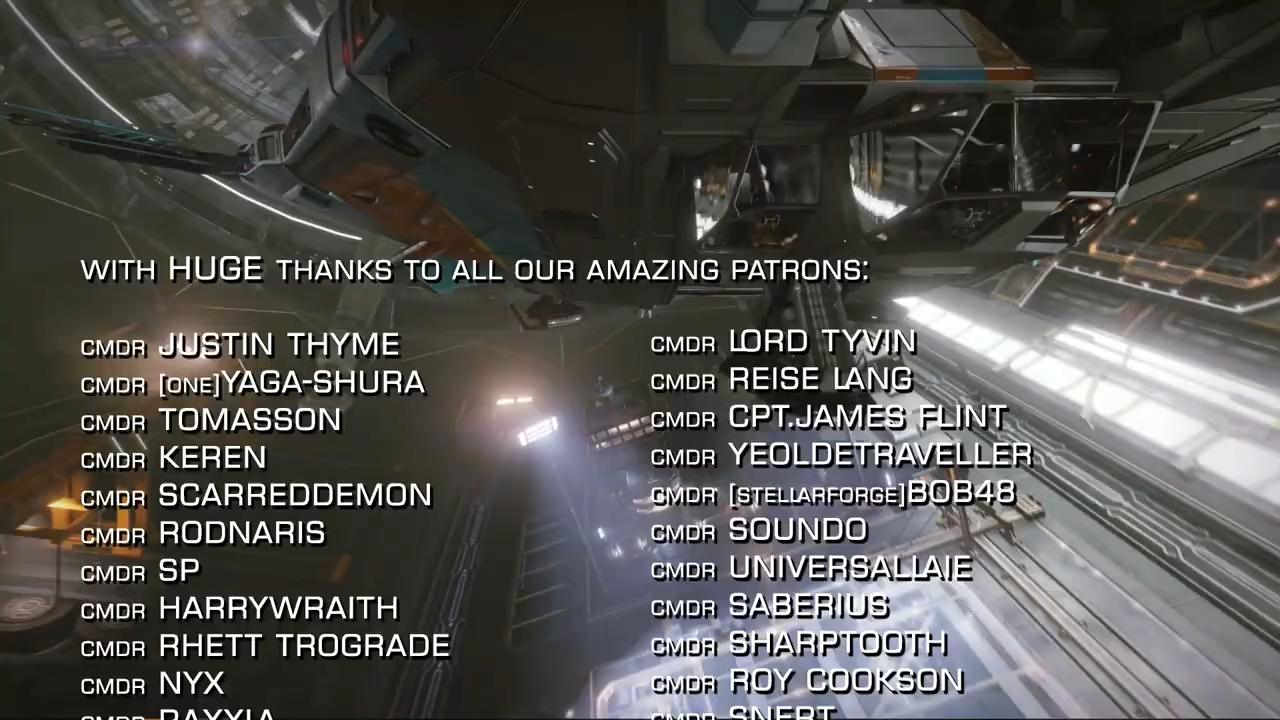 WITH HUGE THANKS TO ALL OUR AMAZING PATRONS:
CMDR JUSTIN THYME
CMDR [ONE]YAGA-SHURA
CMDR TOMASSON
CMDR KEREN
CMDR SCARREDDEMON
CMDR RODNARIS
CMDR SP
CMDR HARRYWRAITH
CMDR RHETT TROGRADE
CMDR NYX
CMDR LORD TYVIN
CMDR REISE LANG
CMDR CPT.JAMES FLINT
CMDR YEOLDETRAVELLER
CMDR [STELLARFORGE]BOB48
CMDR SOUNDO
CMDR UNIVERSALLAIE
CMDR SABERIUS
CMDR SHARPTOOTH
CMDR ROY COOKSON